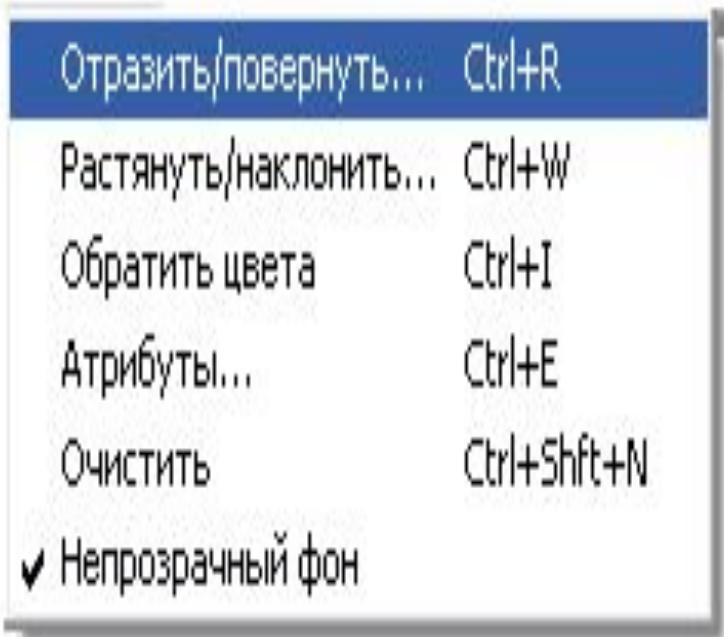 Отразить/повернуть... Ctrl+R
Растянуть/наклонить... Ctrl+W
Обратить цвета Ctrl+I
Атрибуты... Ctrl+E
Очистить Ctrl+Shft+N
Непрозрачный фон